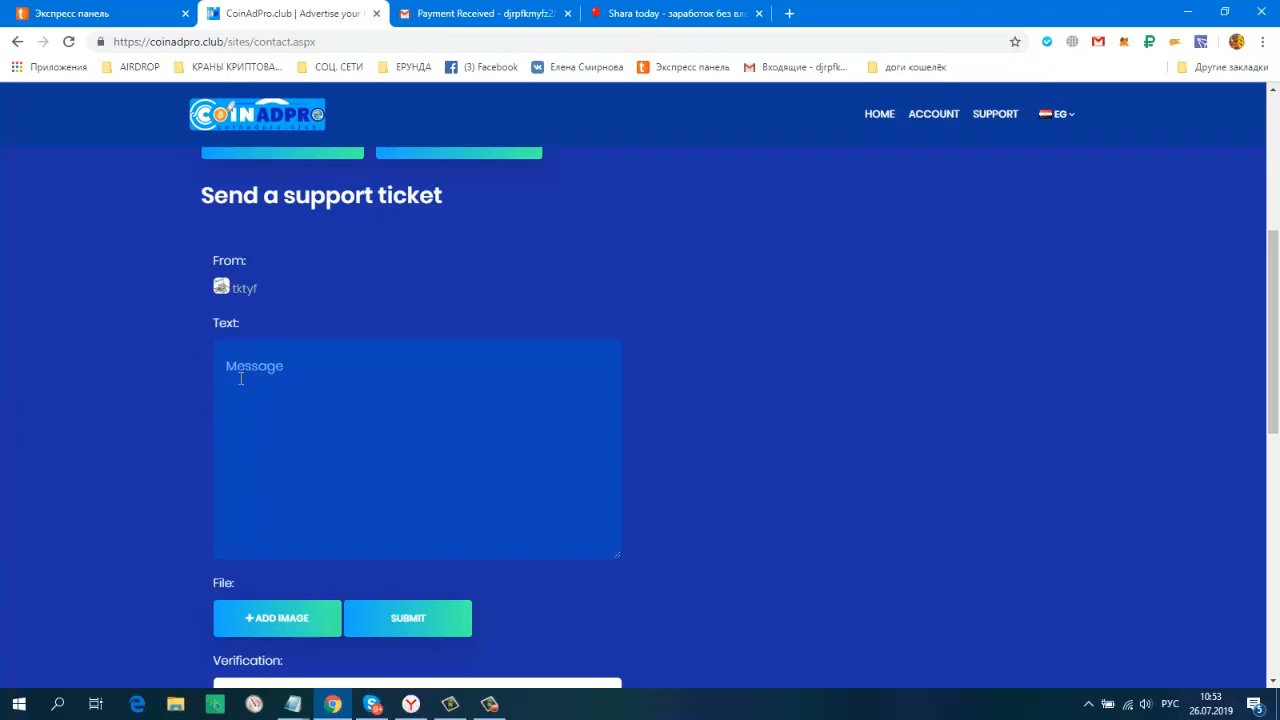 Экспресс панель
CoinAdPro.club | Advertise your
Payment Received - djrpfkmyfz2
Shara today - заработок без вл
https://coinadpro.club/sites/contact.aspx
Приложения
AIRDROP
КРАНЫ КРИПТОВА...
СОЦ. СЕТИ
ЕРУНДА
(3) Facebook
Елена Смирнова
Экспресс панель
Входящие - djrpfk...
доги кошелёк
Другие закладки
COINADPRO
Coinadpro.club
HOME
ACCOUNT
SUPPORT
EG
Send a support ticket
From:
tktyf
Text:
Message
File:
+ ADD IMAGE
SUBMIT
Verification:
РУС
10:53
26.07.2019
5